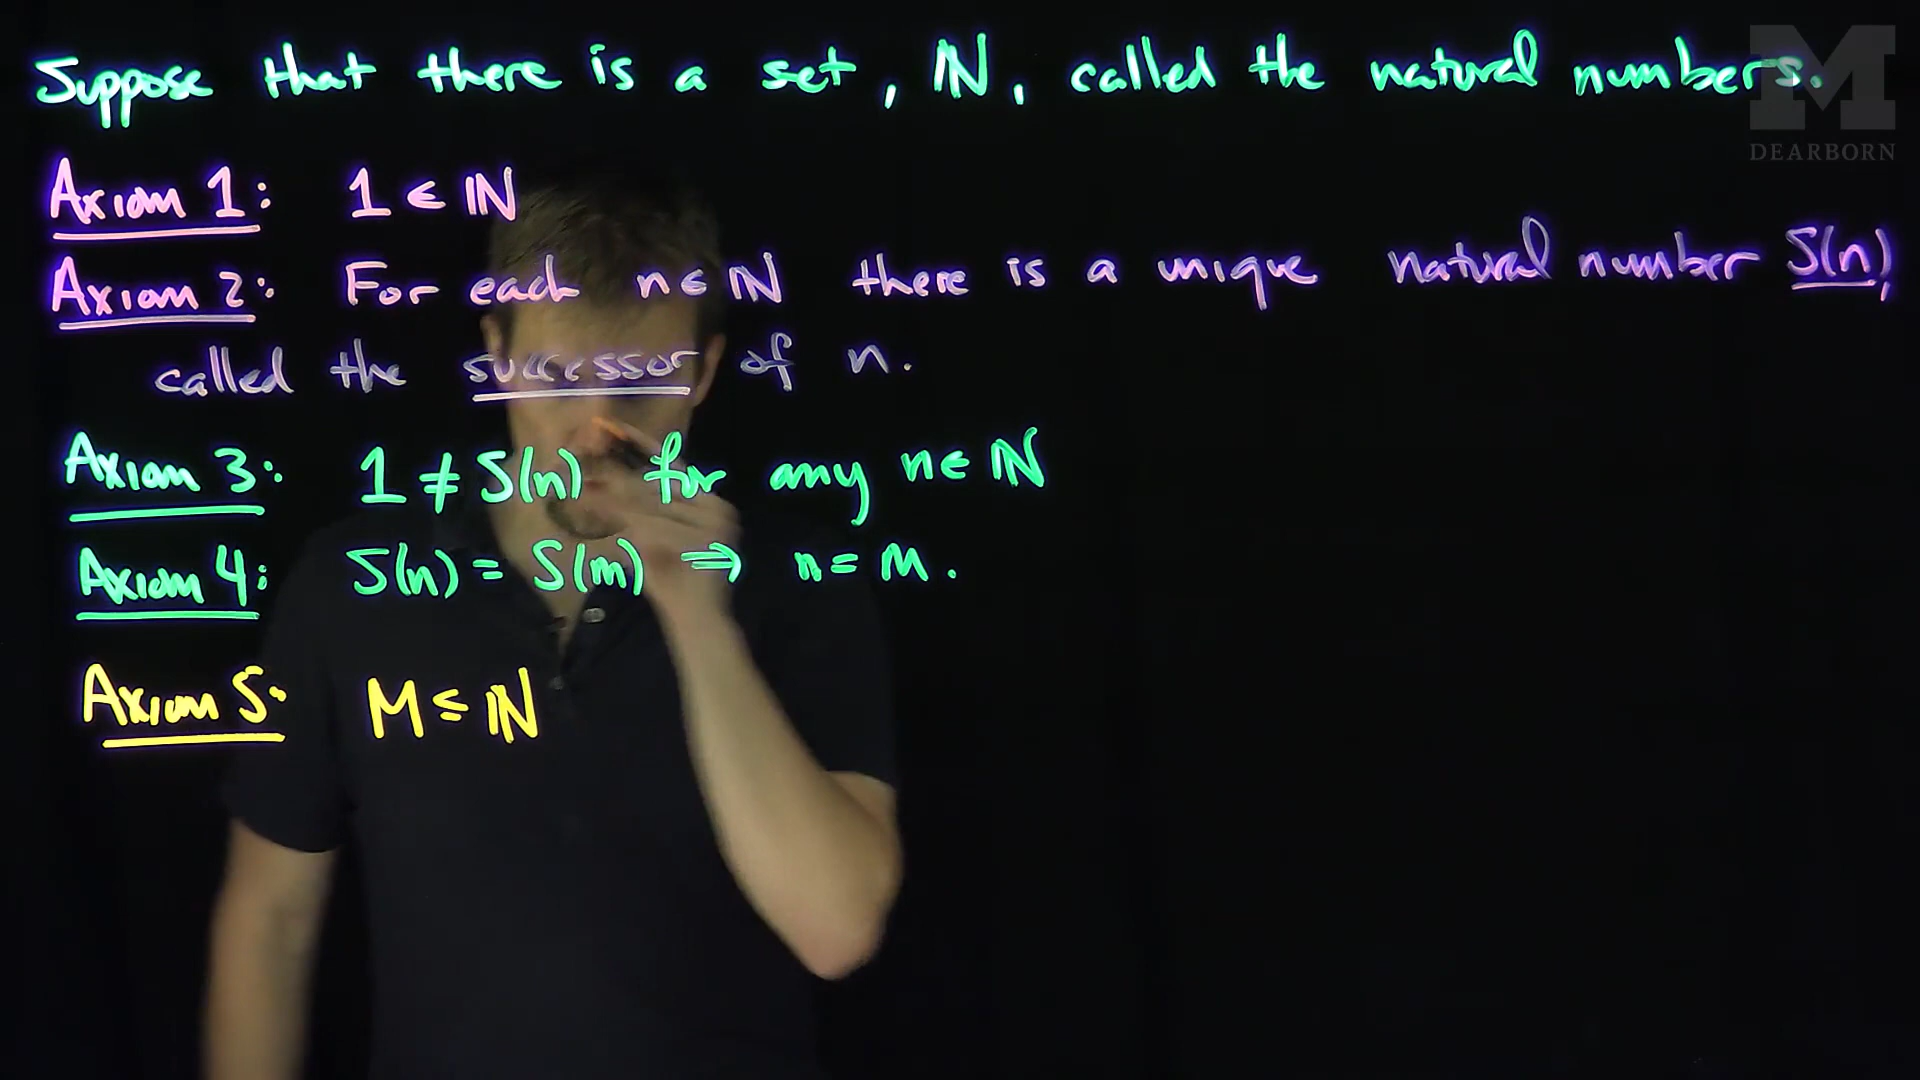 Suppose that there is a set, ℕ, called the natural numbers.
M
DEARBORN
Axiom 1: 1 ∈ ℕ
Axiom 2: For each n ∈ ℕ there is a unique natural number S(n),
called the successor of n.
Axiom 3: 1 ≠ S(n) for any n ∈ ℕ
Axiom 4: S(n) = S(m) ⇒ n = m.
Axiom 5: M ⊆ ℕ